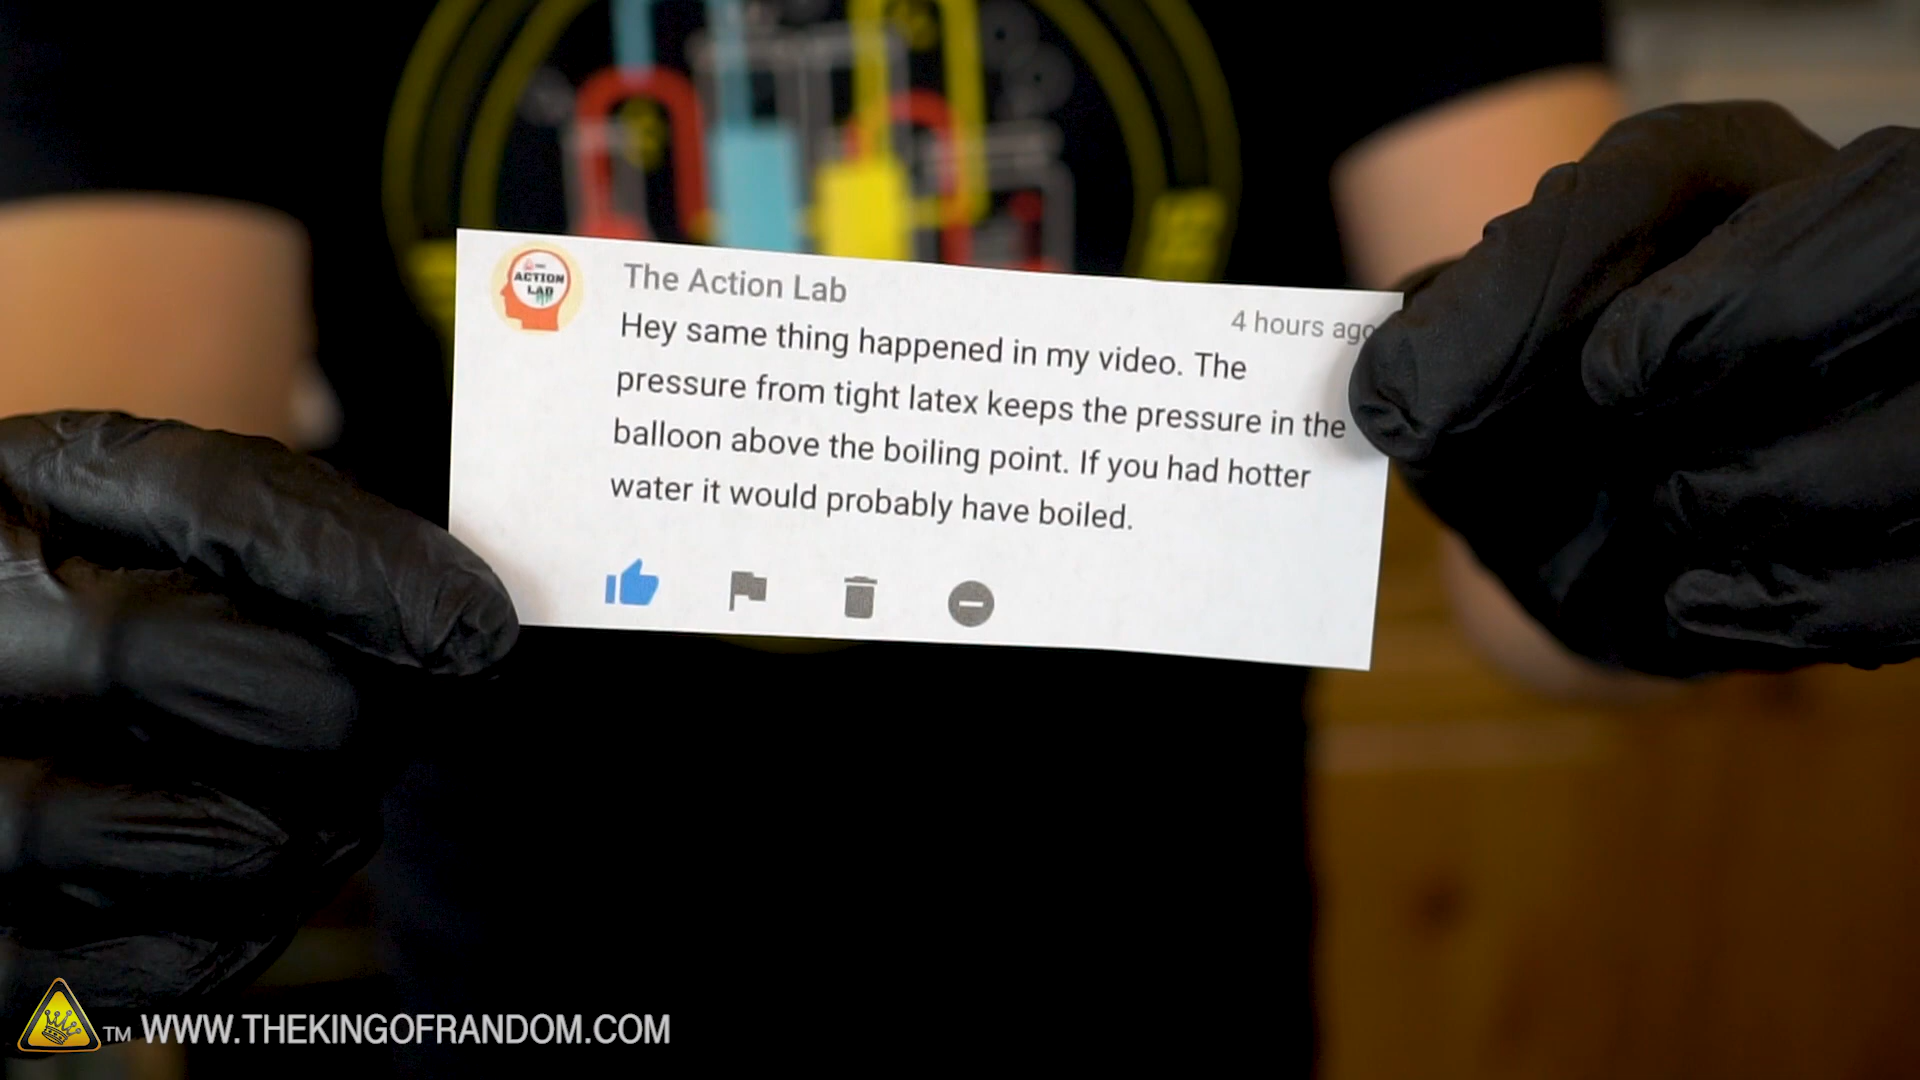 ACTION
LAB
The Action Lab
4 hours ago
Hey same thing happened in my video. The
pressure from tight latex keeps the pressure in the
balloon above the boiling point. If you had hotter
water it would probably have boiled.
TM WWW.THEKINGOFRANDOM.COM